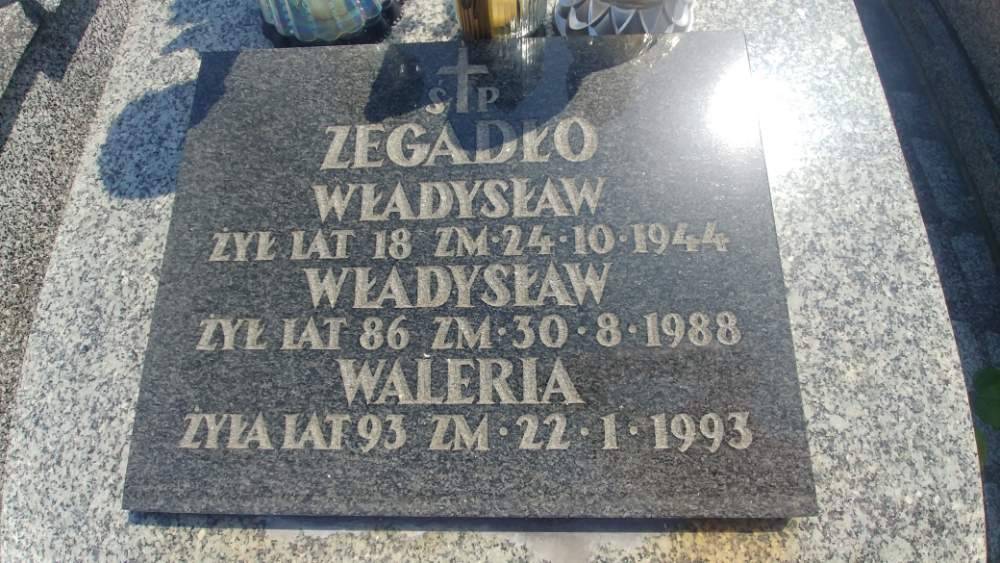 Ś P
ZEGADŁO
WŁADYSŁAW
ŻYŁ LAT 18 ZM·24·10·1944
WŁADYSŁAW
ŻYŁ LAT 86 ZM·30·8·1988
WALERIA
ŻYŁA LAT 93 ZM·22·1·1993